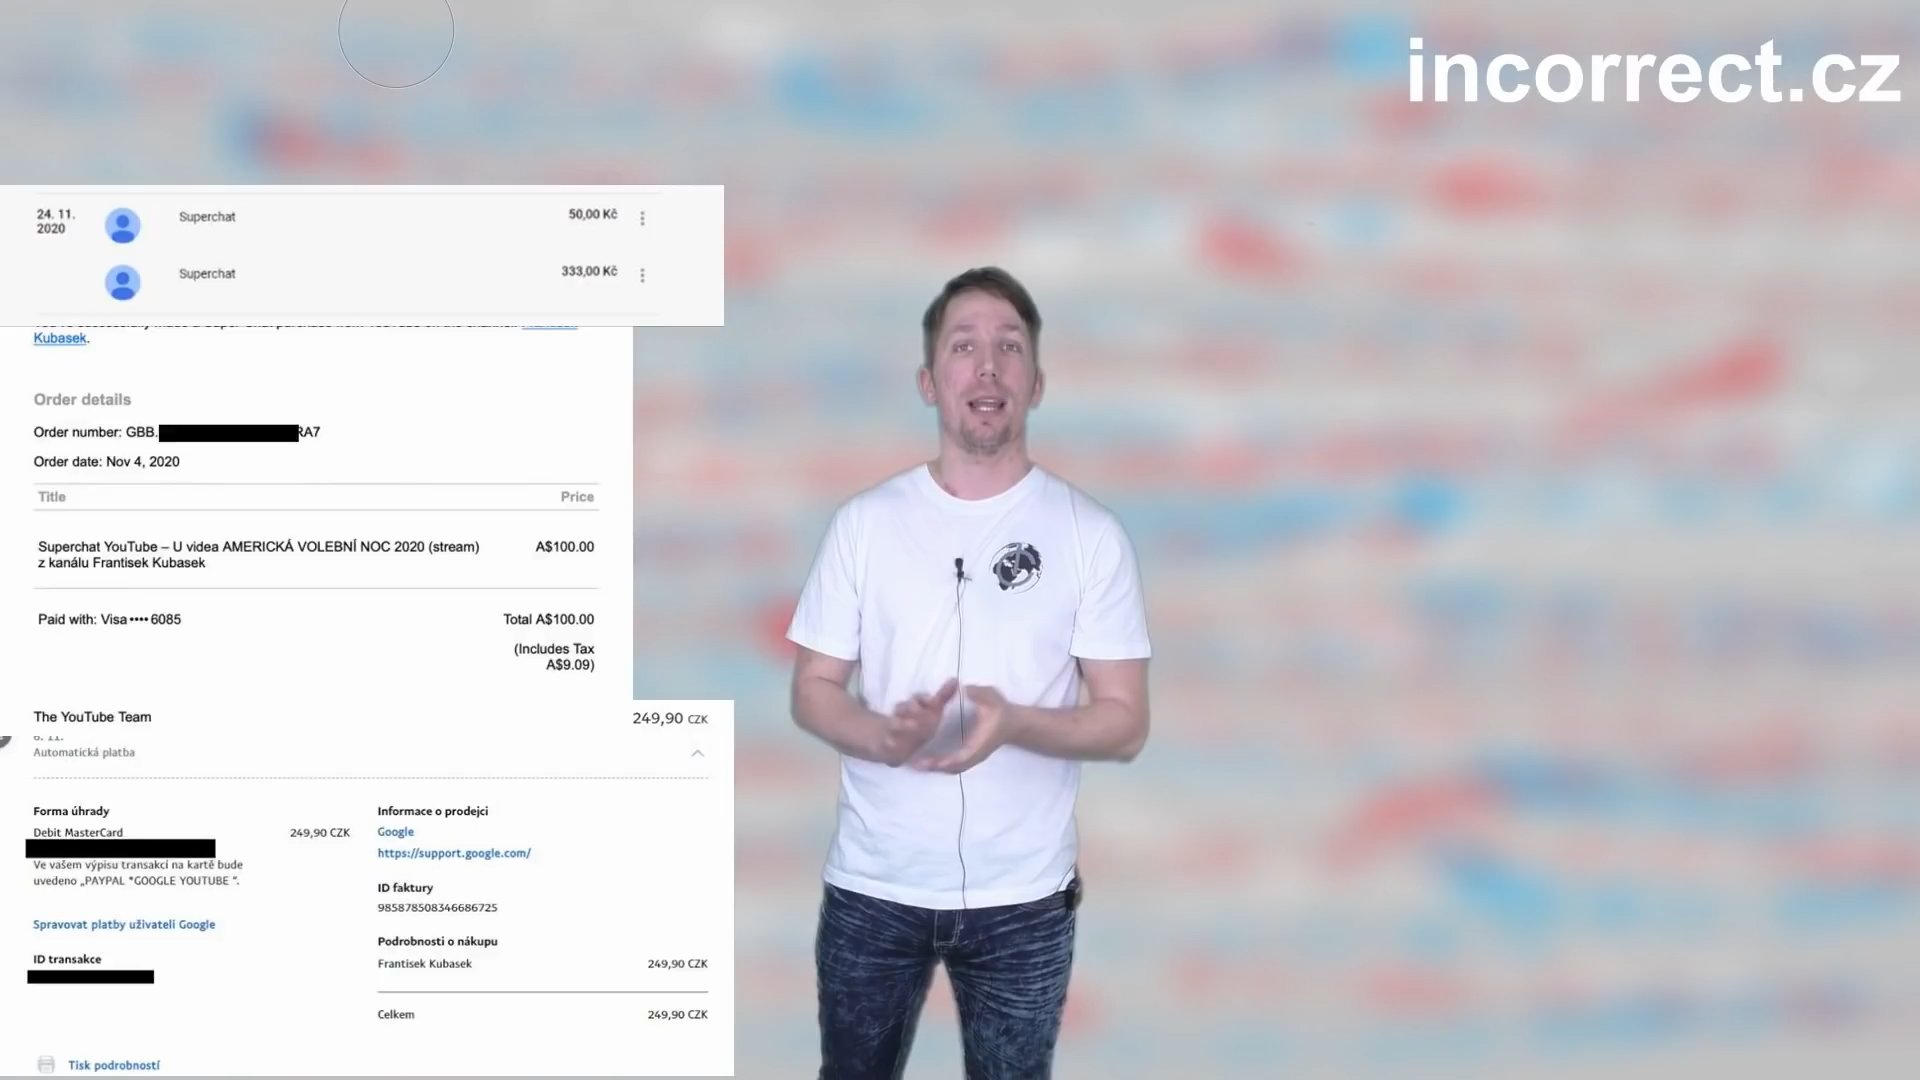 incorrect.cz
24. 11.
2020
Superchat
50,00 Kč
Superchat
333,00 Kč
Kubasek.
Order details
Order number: GBB. RA7
Order date: Nov 4, 2020
Title Price
Superchat YouTube – U videa AMERICKÁ VOLEBNÍ NOC 2020 (stream) A$100.00
z kanálu Frantisek Kubasek
Paid with: Visa •••• 6085 Total A$100.00
(Includes Tax
A$9.09)
The YouTube Team
249,90 CZK
Automatická platba
Forma úhrady
Debit MasterCard 249,90 CZK
Ve vašem výpisu transakcí na kartě bude
uvedeno „PAYPAL *GOOGLE YOUTUBE ".
Spravovat platby uživateli Google
ID transakce
Tisk podrobností
Informace o prodejci
Google
https://support.google.com/
ID faktury
985878508346686725
Podrobnosti o nákupu
Frantisek Kubasek 249,90 CZK
Celkem 249,90 CZK